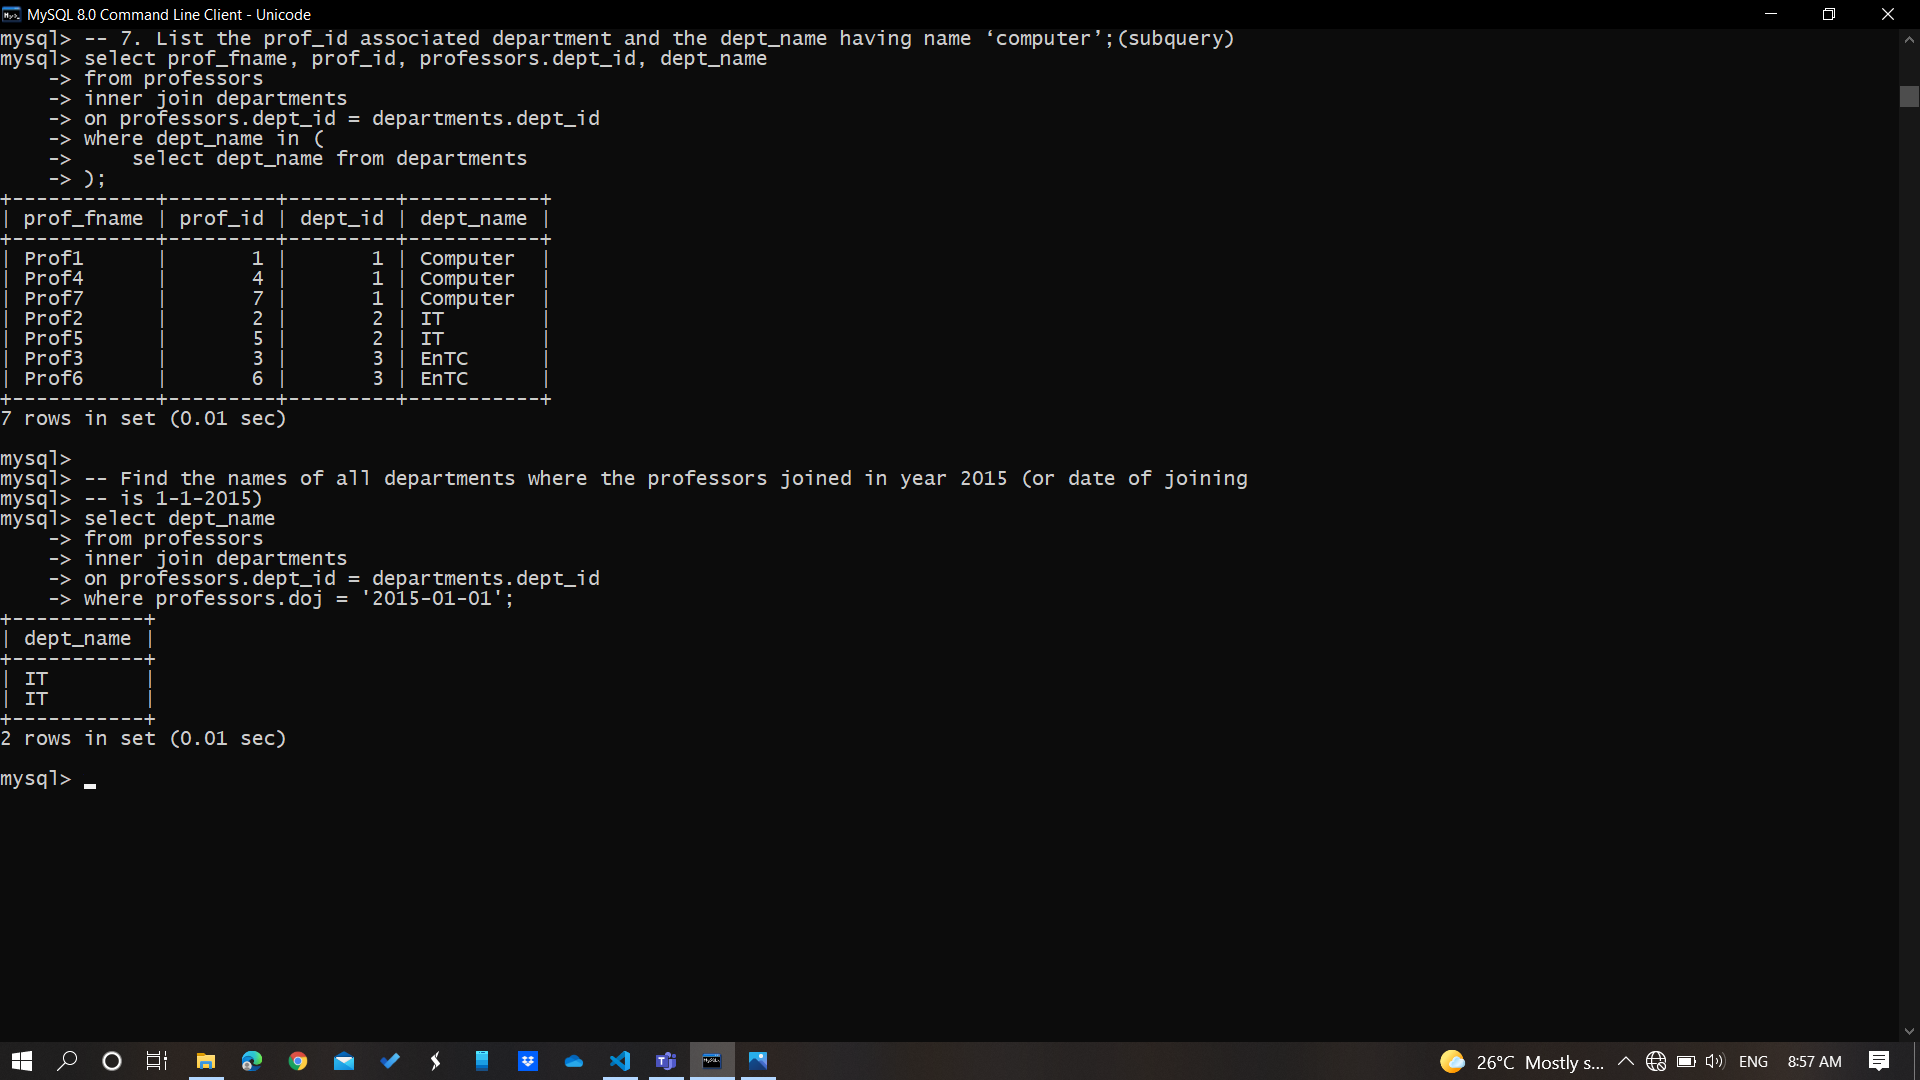 MySQL 8.0 Command Line Client - Unicode
mysql> -- 7. List the prof_id associated department and the dept_name having name ‘computer’;(subquery)
mysql> select prof_fname, prof_id, professors.dept_id, dept_name
    -> from professors
    -> inner join departments
    -> on professors.dept_id = departments.dept_id
    -> where dept_name in (
    ->     select dept_name from departments
    -> );
+------------+---------+---------+-----------+
| prof_fname | prof_id | dept_id | dept_name |
+------------+---------+---------+-----------+
| Prof1      |       1 |       1 | Computer  |
| Prof4      |       4 |       1 | Computer  |
| Prof7      |       7 |       1 | Computer  |
| Prof2      |       2 |       2 | IT        |
| Prof5      |       5 |       2 | IT        |
| Prof3      |       3 |       3 | EnTC      |
| Prof6      |       6 |       3 | EnTC      |
+------------+---------+---------+-----------+
7 rows in set (0.01 sec)
mysql>
mysql> -- Find the names of all departments where the professors joined in year 2015 (or date of joining
mysql> -- is 1-1-2015)
mysql> select dept_name
    -> from professors
    -> inner join departments
    -> on professors.dept_id = departments.dept_id
    -> where professors.doj = '2015-01-01';
+-----------+
| dept_name |
+-----------+
| IT        |
| IT        |
+-----------+
2 rows in set (0.01 sec)
mysql>
26°C Mostly s... ENG 8:57 AM